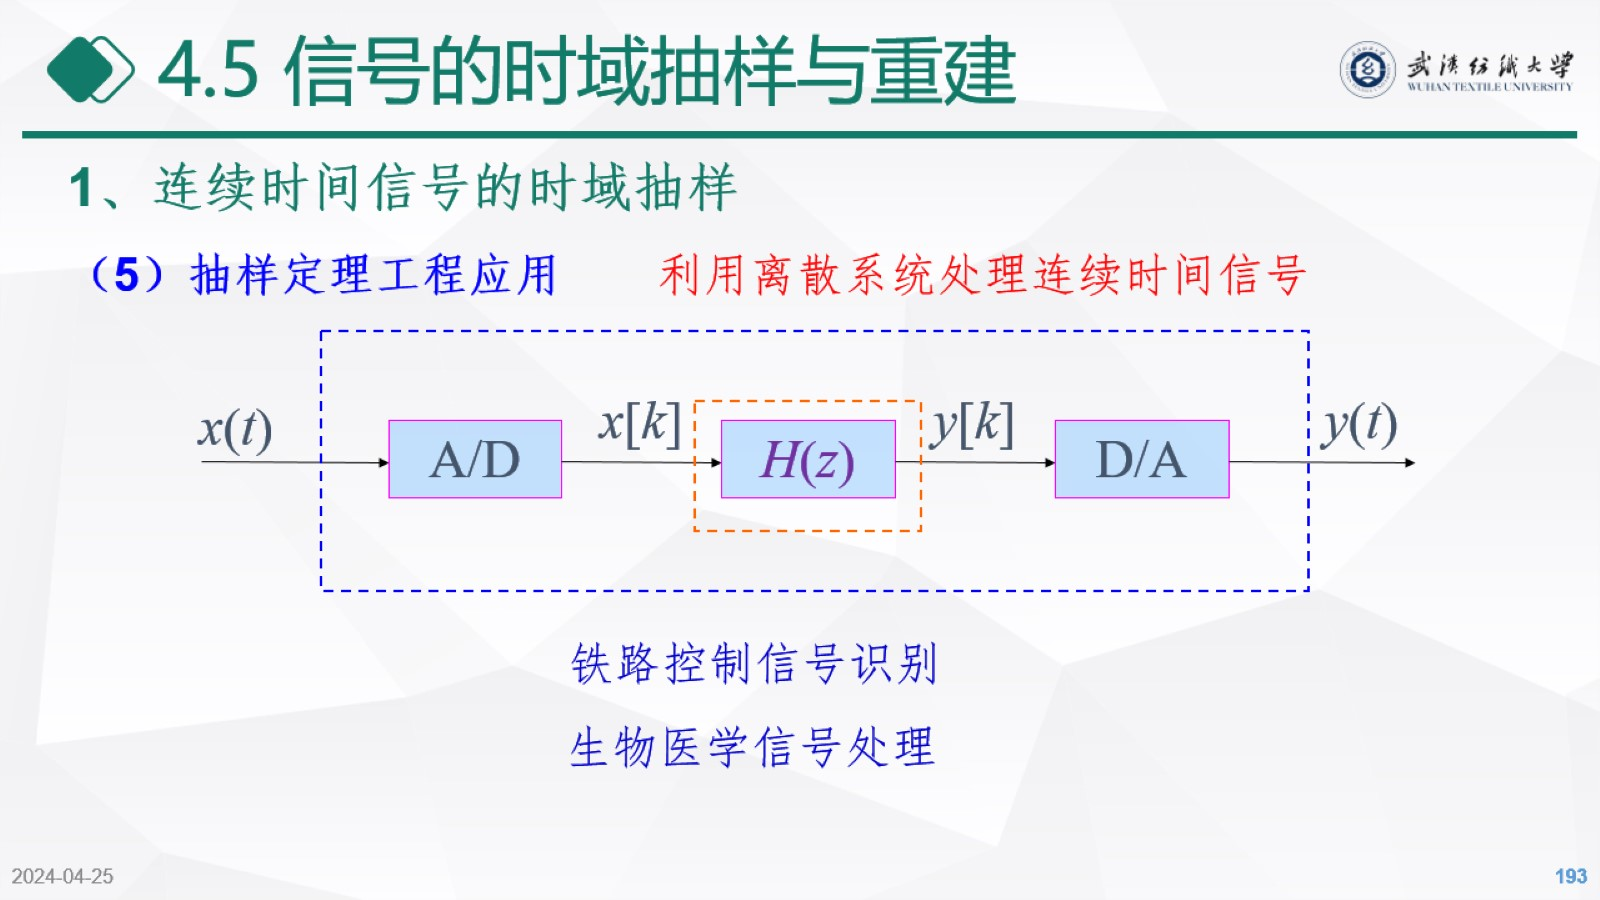 4.5 信号的时域抽样与重建
武汉纺织大学
WUHAN TEXTILE UNIVERSITY
1、连续时间信号的时域抽样
（5）抽样定理工程应用 利用离散系统处理连续时间信号
x(t) A/D x[k] H(z) y[k] D/A y(t)
铁路控制信号识别
生物医学信号处理
2024-04-25 193